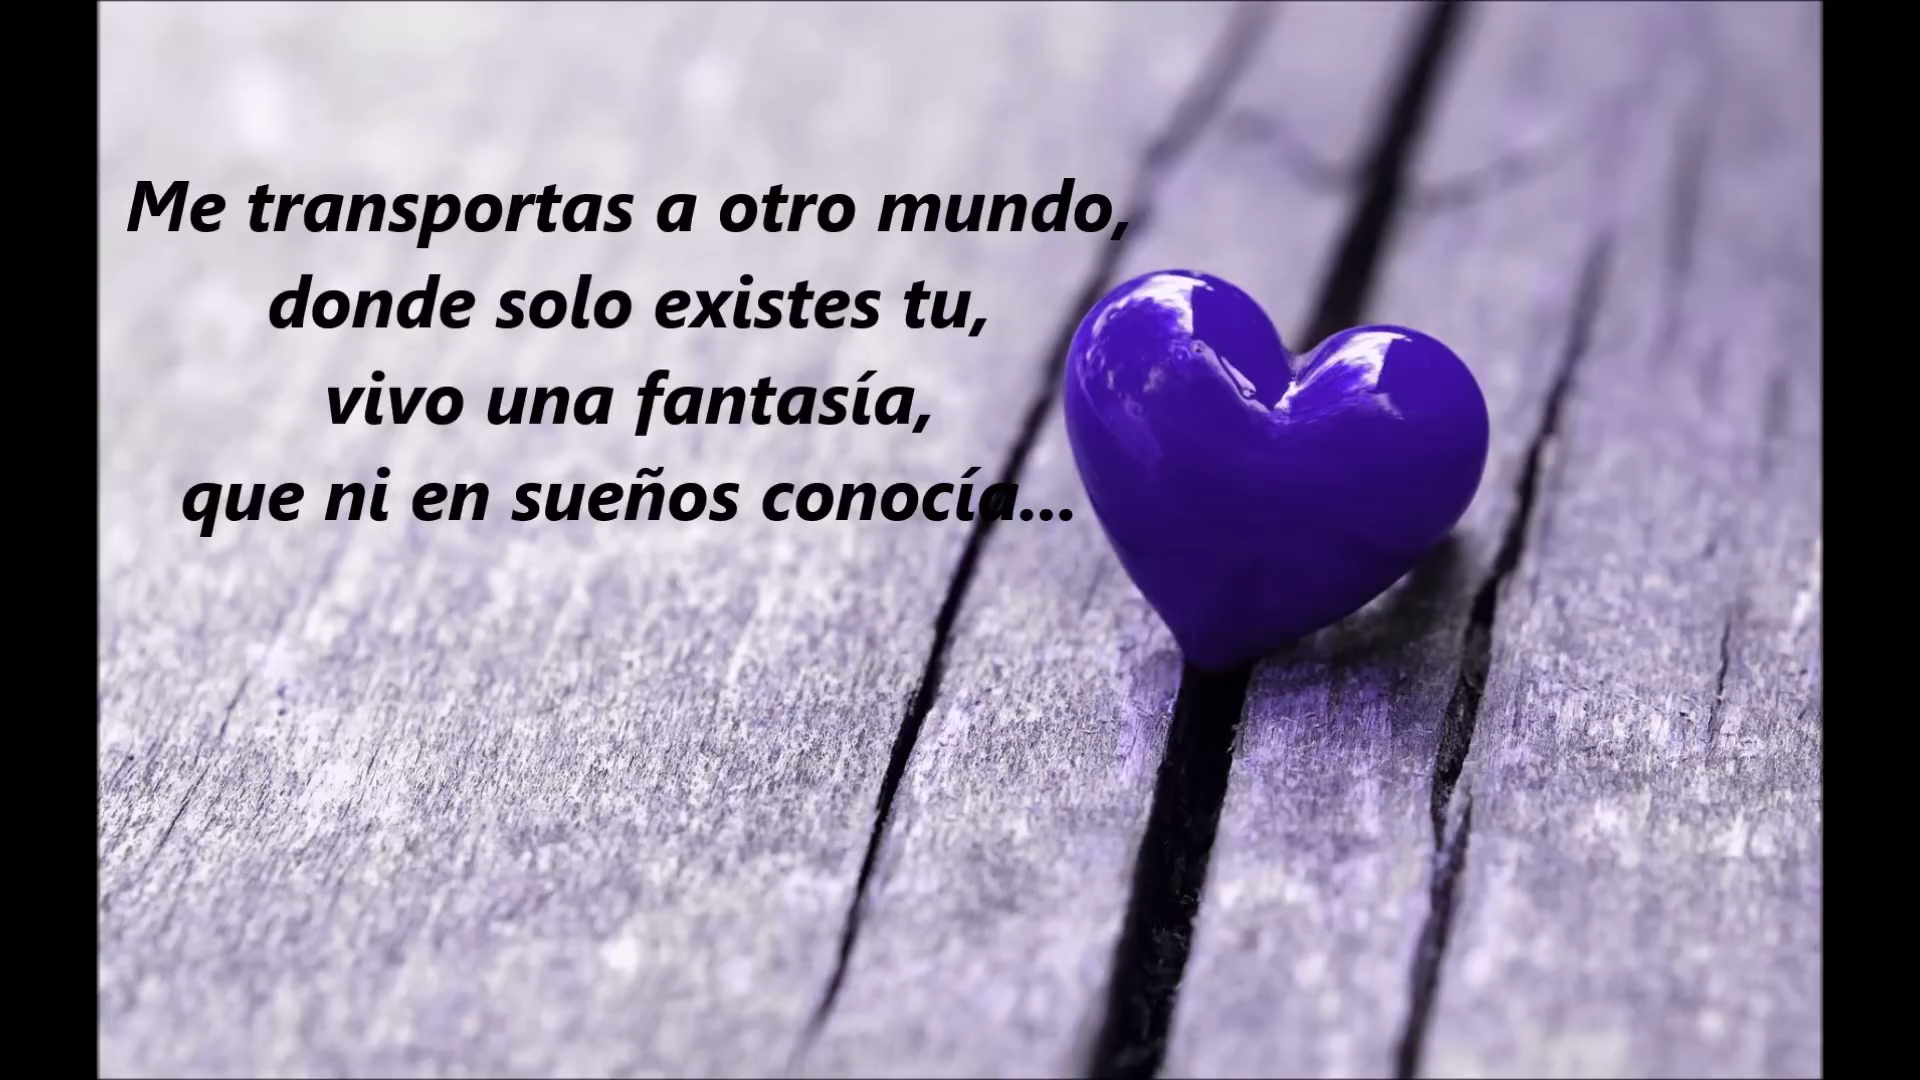 Me transportas a otro mundo,
donde solo existes tu,
vivo una fantasía,
que ni en sueños conocía...